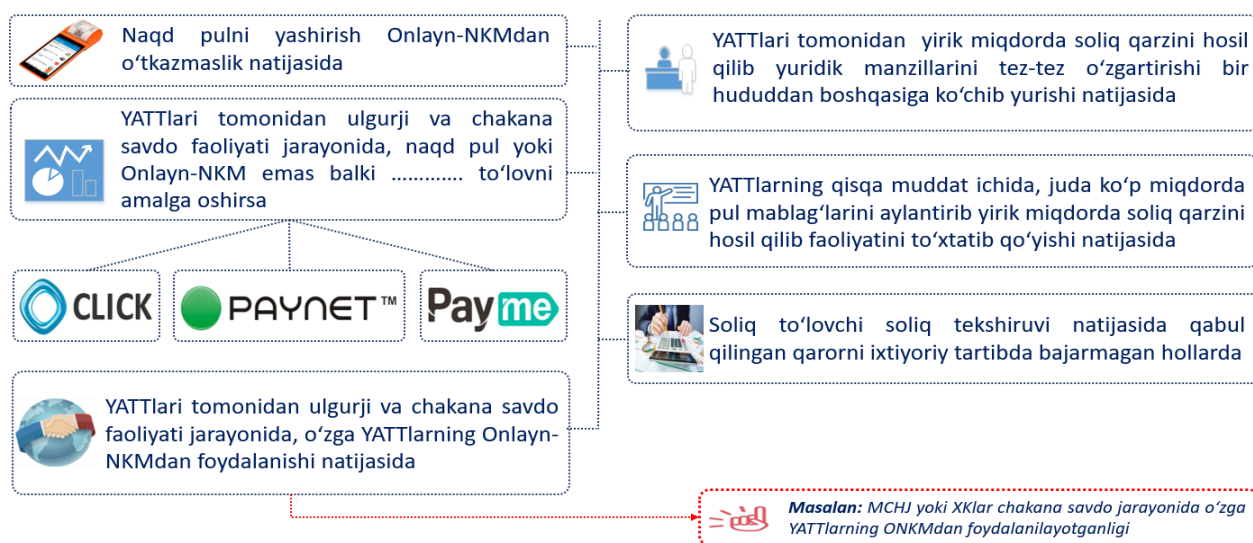 Naqd pulni yashirish Onlayn-NKMdan
o‘tkazmaslik natijasida
YATTlari tomonidan ulgurji va chakana
savdo faoliyati jarayonida, naqd pul yoki
Onlayn-NKM emas balki ............. to‘lovni
amalga oshirsa
CLICK
PAYNET™
Payme
YATTlari tomonidan ulgurji va chakana savdo
faoliyati jarayonida, o‘zga YATTlarning Onlayn-
NKMdan foydalanishi natijasida
YATTlari tomonidan yirik miqdorda soliq qarzini hosil
qilib yuridik manzillarini tez-tez o‘zgartirishi bir
hududdan boshqasiga ko‘chib yurishi natijasida
YATTlarning qisqa muddat ichida, juda ko‘p miqdorda
pul mablag‘larini aylantirib yirik miqdorda soliq qarzini
hosil qilib faoliyatini to‘xtatib qo‘yishi natijasida
Soliq to‘lovchi soliq tekshiruvi natijasida qabul
qilingan qarorni ixtiyoriy tartibda bajarmagan hollarda
Masalan: MCHJ yoki XKlar chakana savdo jarayonida o‘zga
YATTlarning ONKMdan foydalanilayotganligi